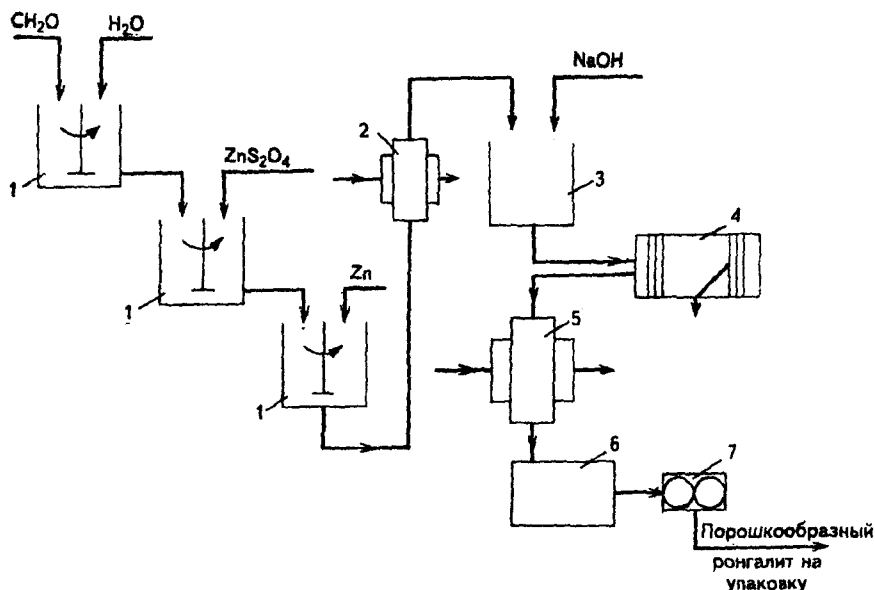 CH₂O
H₂O
NaOH
ZnS₂O₄
Zn
1
1
1
2
3
4
5
6
7
Порошкообразный
ронгалит на
упаковку